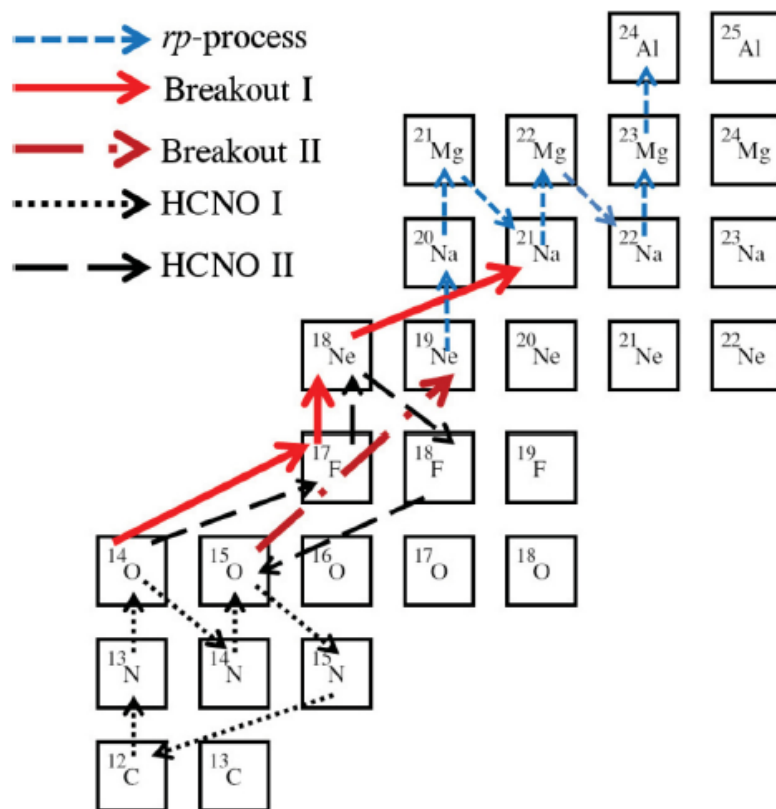 rp-process
Breakout I
Breakout II
HCNO I
HCNO II
24Al 25Al
21Mg 22Mg 23Mg 24Mg
20Na 21Na 22Na 23Na
18Ne 19Ne 20Ne 21Ne 22Ne
17F 18F 19F
14O 15O 16O 17O 18O
13N 14N 15N
12C 13C